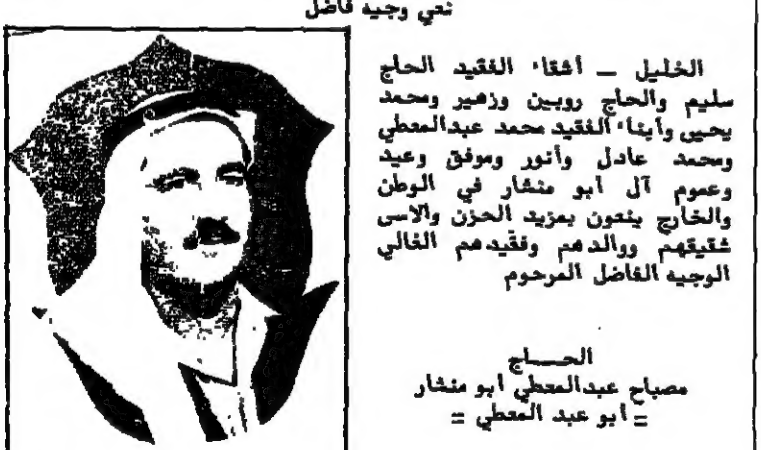 نعي وجيه فاضل
الخليل ــ أشقاء الفقيد الحاج
سليم والحاج روبين وزهير ومحمد
يحيى وأبناء الفقيد محمد عبدالمعطي
ومحمد عادل وأنور وموفق وعيد
وعموم آل ابو منشار في الوطن
والخارج ينعون بمزيد الحزن والاسى
شقيقهم ووالدهم وفقيدهم الغالي
الوجيه الفاضل المرحوم
الحـــاج
مصباح عبدالمعطي ابو منشار
= ابو عبد المعطي =